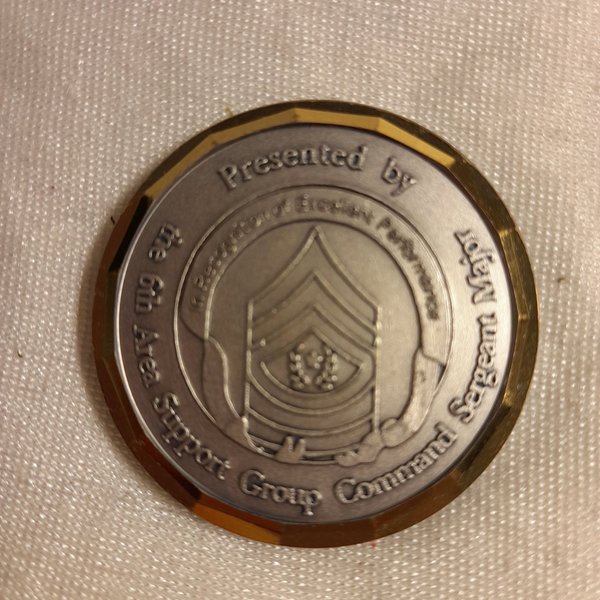 Presented by
the 6th Area Support Group Command Sergeant Major
In Recognition of Excellent Performance